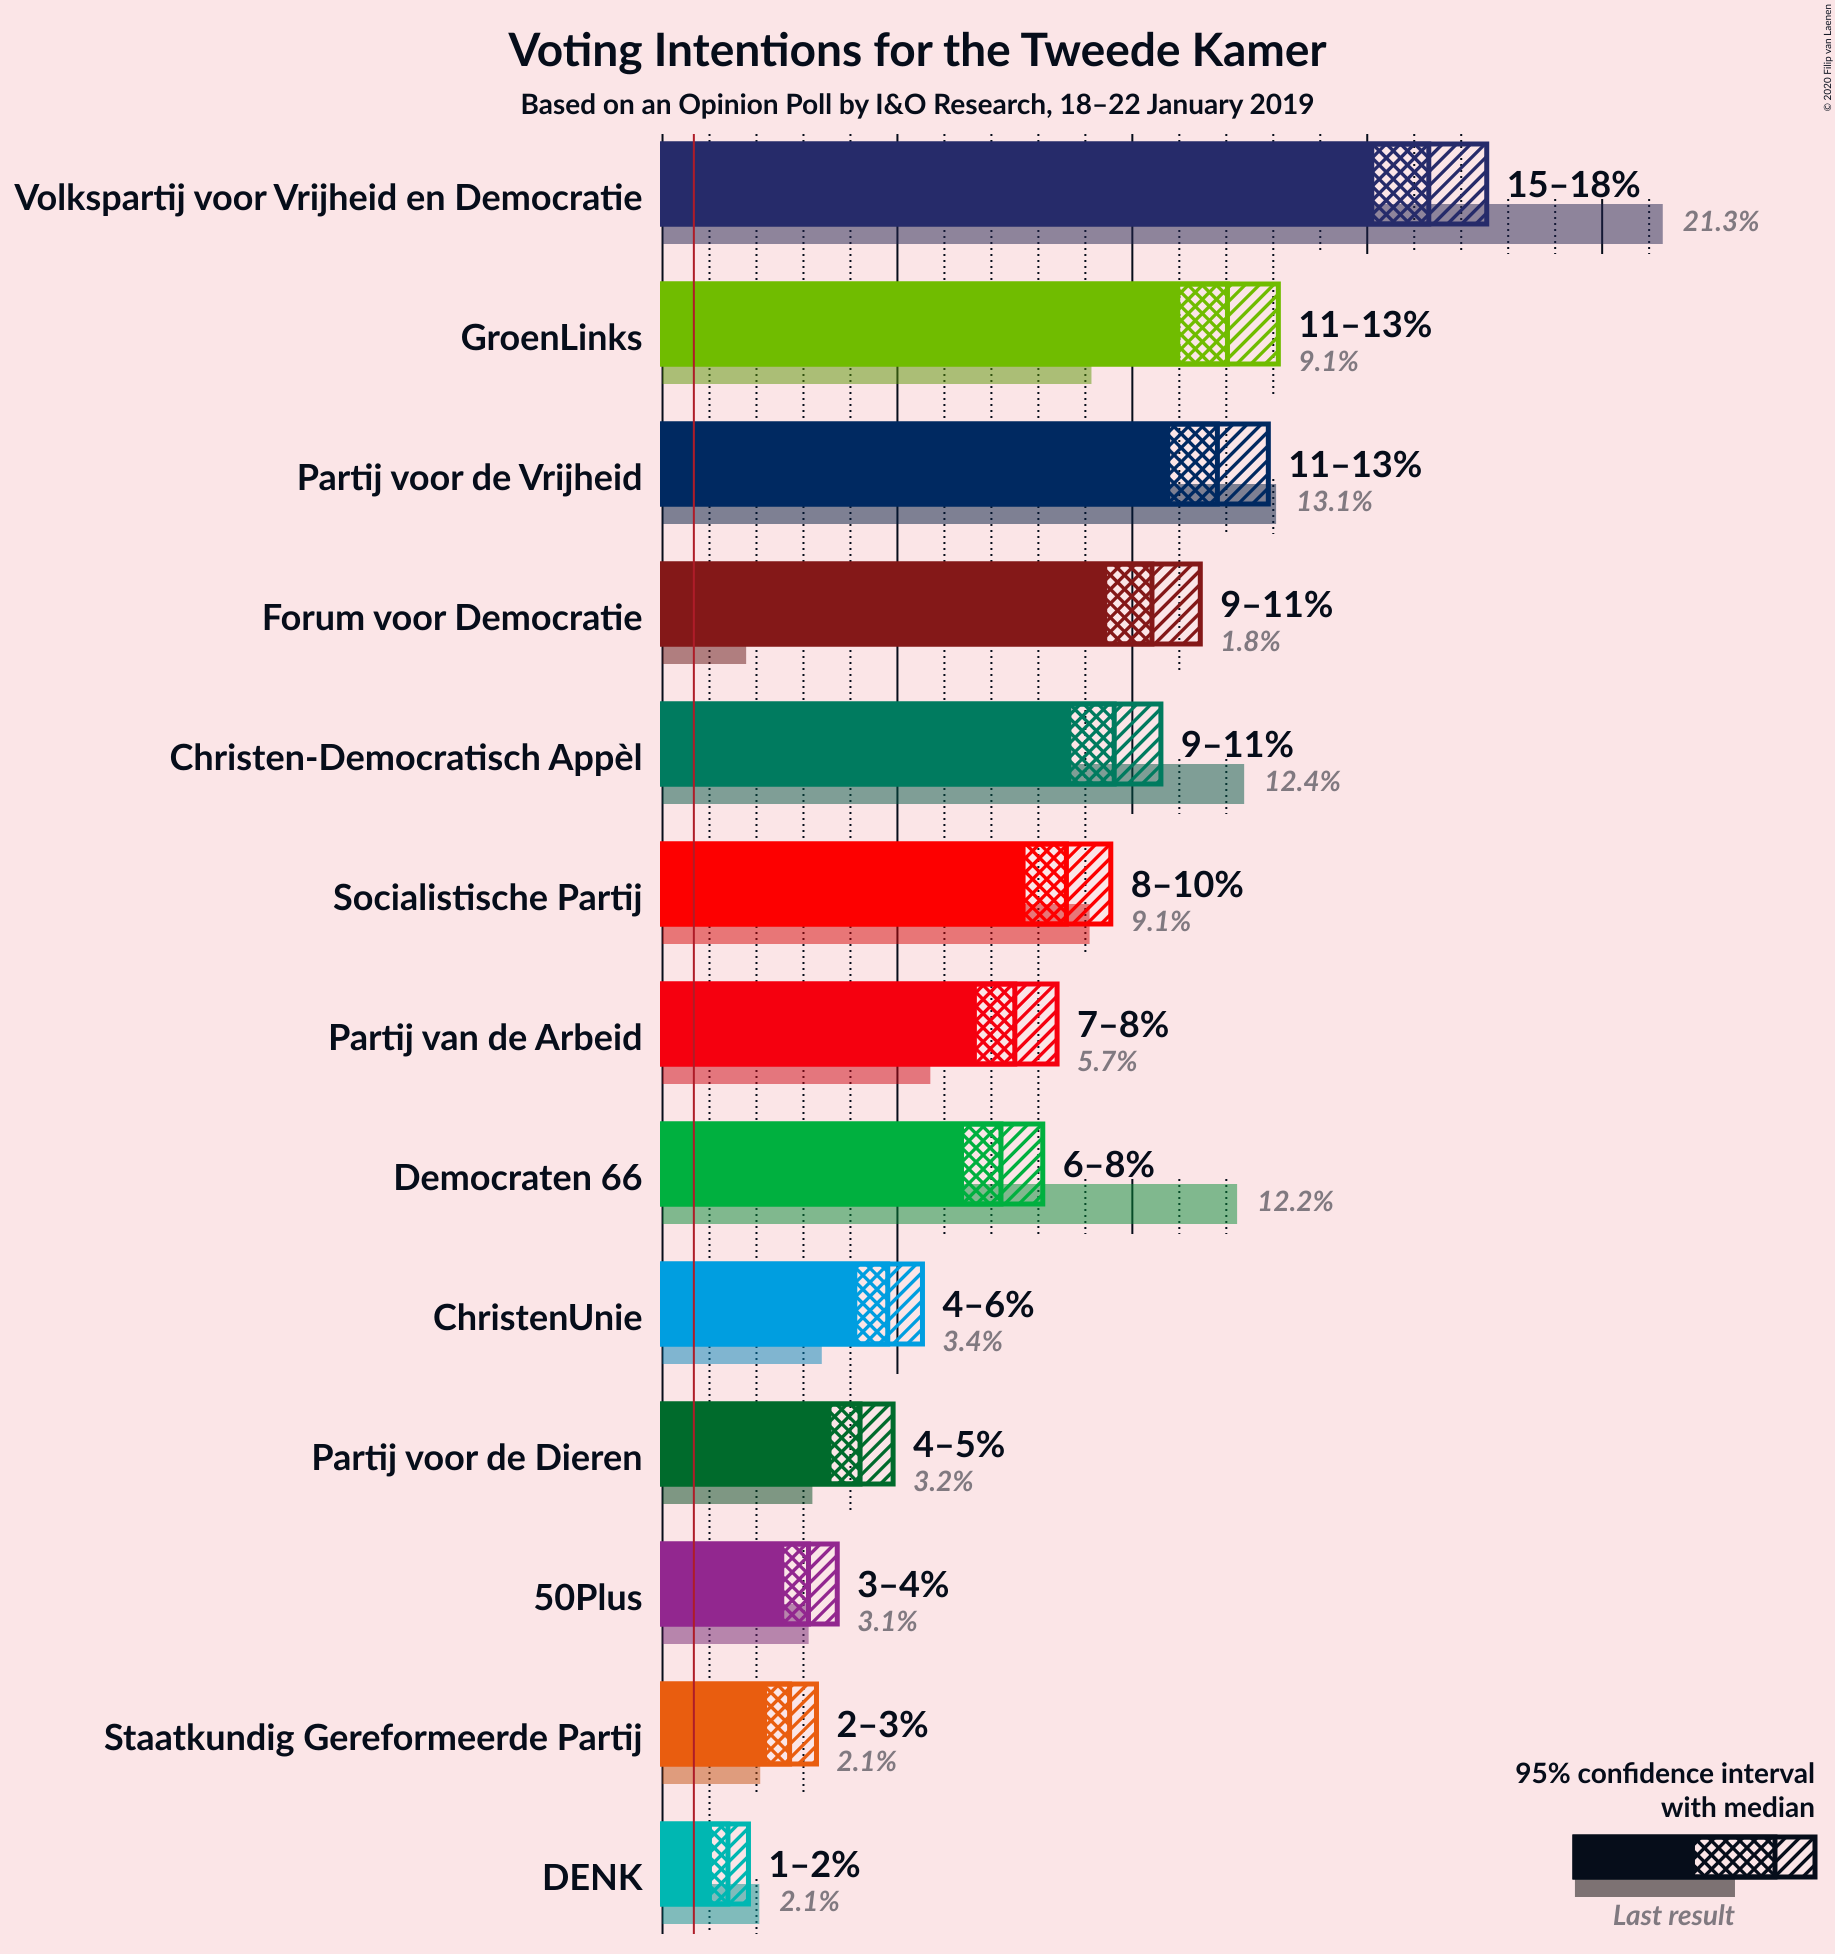 Voting Intentions for the Tweede Kamer
Based on an Opinion Poll by I&O Research, 18–22 January 2019
© 2020 Filip van Laenen
Volkspartij voor Vrijheid en Democratie
15–18%
21.3%
GroenLinks
11–13%
9.1%
Partij voor de Vrijheid
11–13%
13.1%
Forum voor Democratie
9–11%
1.8%
Christen-Democratisch Appèl
9–11%
12.4%
Socialistische Partij
8–10%
9.1%
Partij van de Arbeid
7–8%
5.7%
Democraten 66
6–8%
12.2%
ChristenUnie
4–6%
3.4%
Partij voor de Dieren
4–5%
3.2%
50Plus
3–4%
3.1%
Staatkundig Gereformeerde Partij
2–3%
2.1%
DENK
1–2%
2.1%
95% confidence interval
with median
Last result